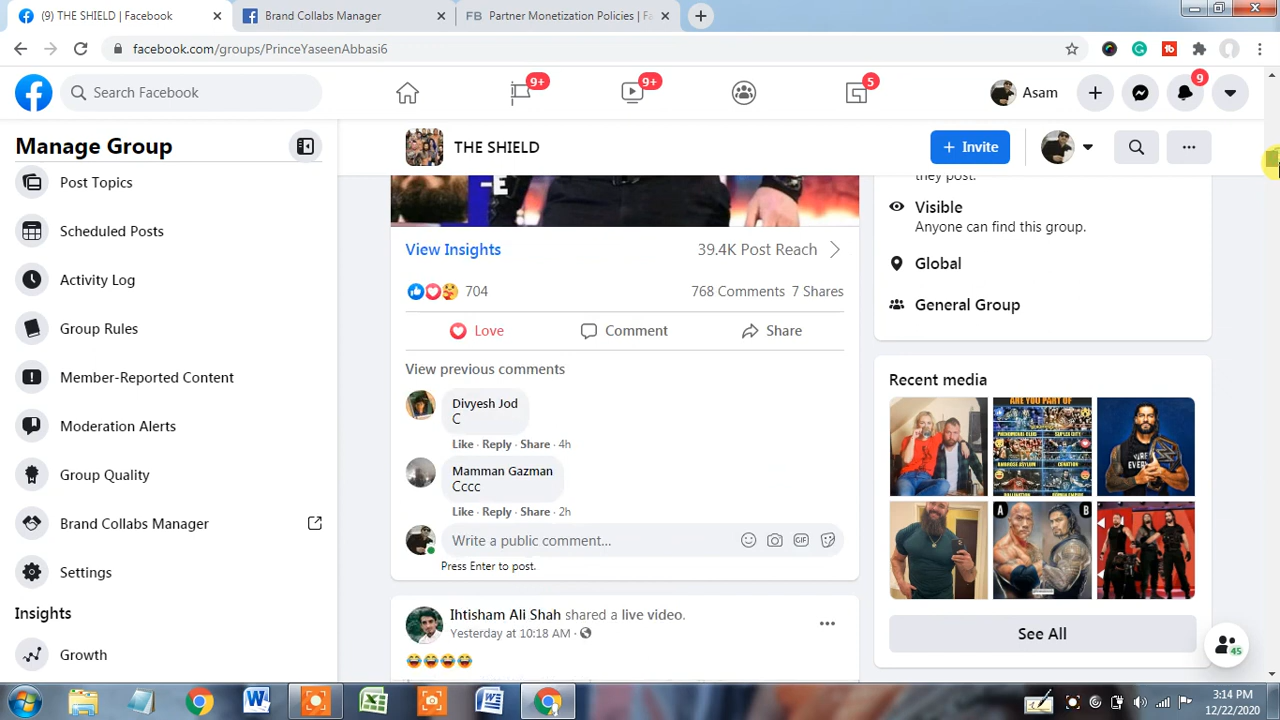 (9) THE SHIELD | Facebook
Brand Collabs Manager
Partner Monetization Policies | Fa
facebook.com/groups/PrinceYaseenAbbasi6
Search Facebook
9+
9+
5
Asam
9
Manage Group
THE SHIELD
Invite
Post Topics
Scheduled Posts
Activity Log
Group Rules
Member-Reported Content
Moderation Alerts
Group Quality
Brand Collabs Manager
Settings
Insights
Growth
-E
View Insights
39.4K Post Reach
704
768 Comments 7 Shares
Love
Comment
Share
View previous comments
Divyesh Jod
C
Like · Reply · Share · 4h
Mamman Gazman
Cccc
Like · Reply · Share · 2h
Write a public comment...
GIF
Press Enter to post.
Ihtisham Ali Shah shared a live video.
Yesterday at 10:18 AM
they post.
Visible
Anyone can find this group.
Global
General Group
Recent media
ARE YOU PART OF
A
B
See All
45
3:14 PM
12/22/2020